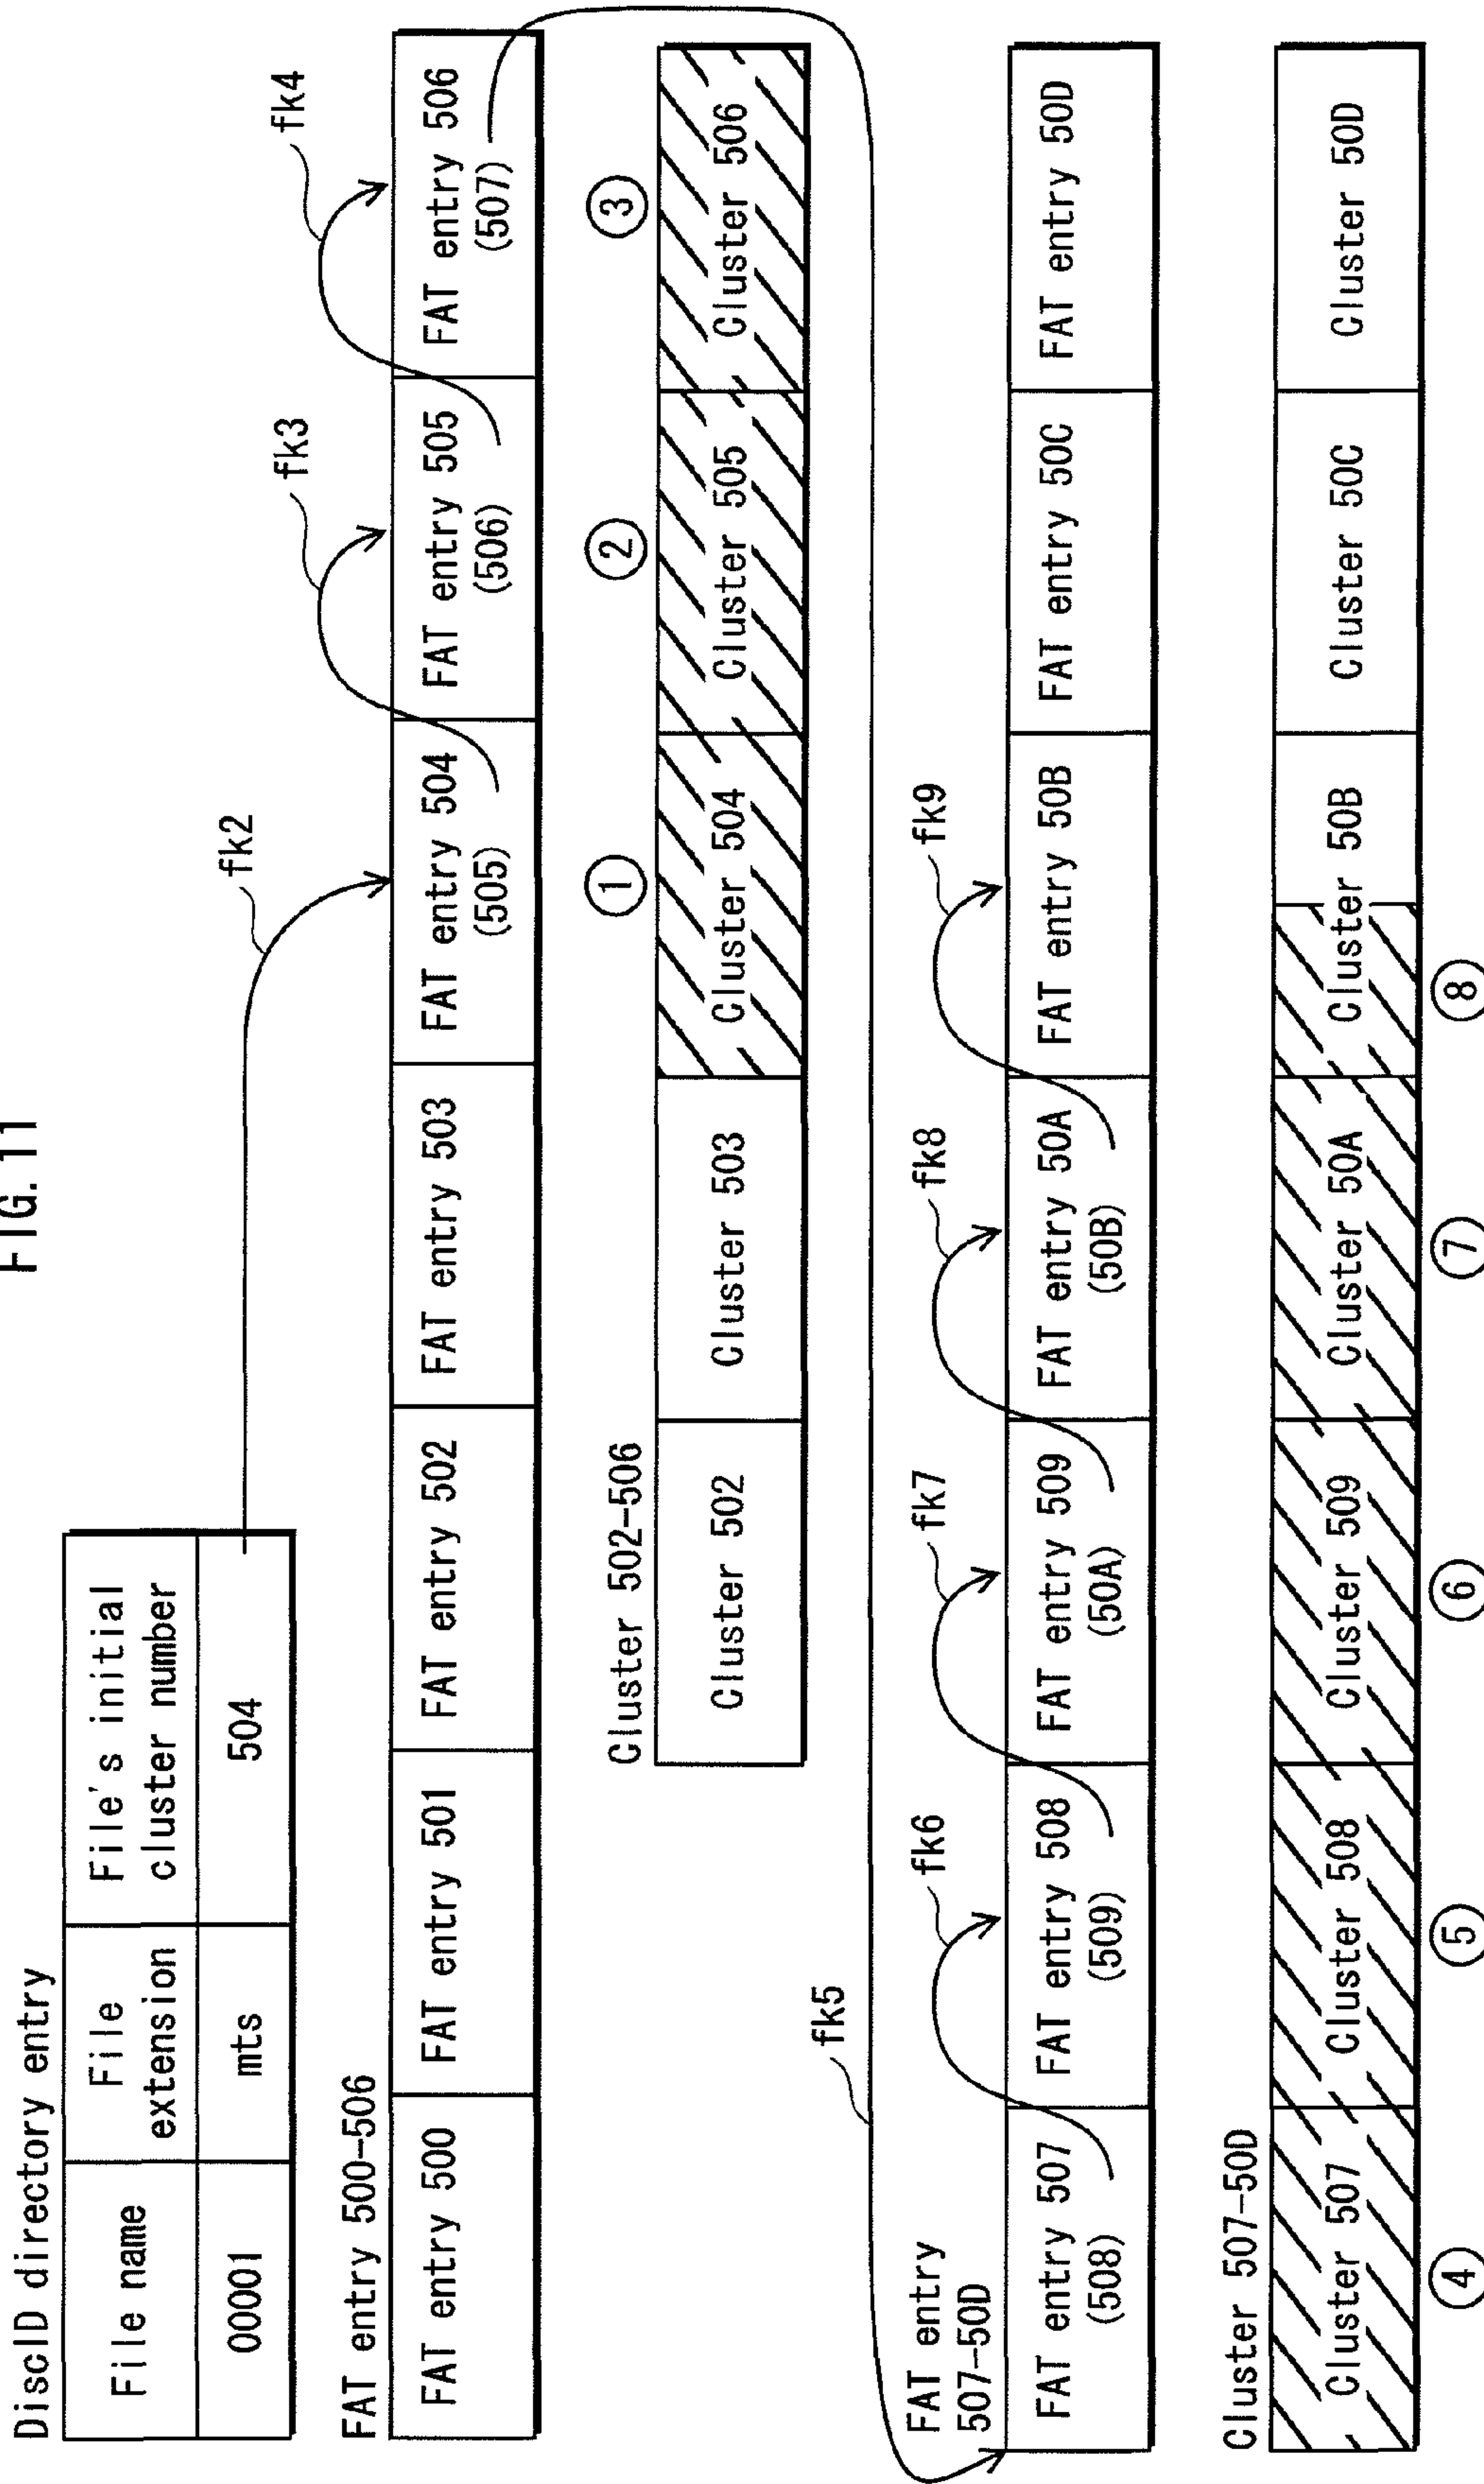 FIG. 11
DiscID directory entry
File name
File
extension
File's initial
cluster number
00001
mts
504
fk2
fk3
fk4
FAT entry 500-506
FAT entry 500
FAT entry 501
FAT entry 502
FAT entry 503
FAT entry 504
(505)
FAT entry 505
(506)
FAT entry 506
(507)
1
2
3
Cluster 502-506
Cluster 502
Cluster 503
Cluster 504
Cluster 505
Cluster 506
fk5
fk6
fk7
fk8
fk9
FAT entry
507-50D
FAT entry 507
(508)
FAT entry 508
(509)
FAT entry 509
(50A)
FAT entry 50A
(50B)
FAT entry 50B
FAT entry 50C
FAT entry 50D
Cluster 507-50D
Cluster 507
Cluster 508
Cluster 509
Cluster 50A
Cluster 50B
Cluster 50C
Cluster 50D
4
5
6
7
8